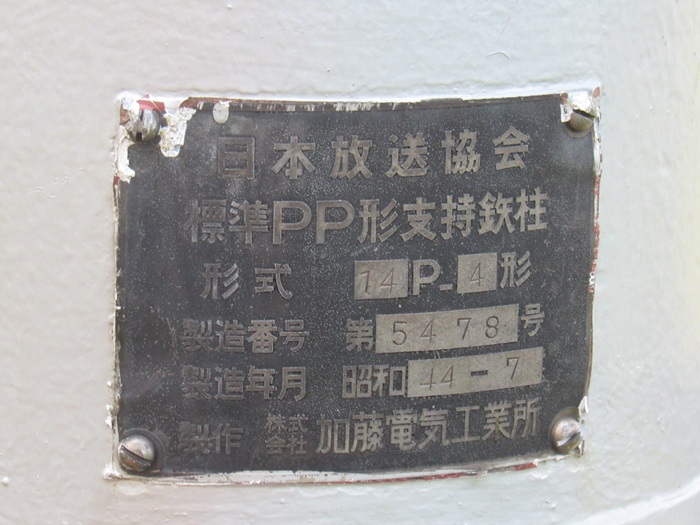 日本放送協会
標準PP形支持鉄柱
形式 14P-4形
製造番号 第5478号
製造年月 昭和44-7
製作 株式会社 加藤電気工業所